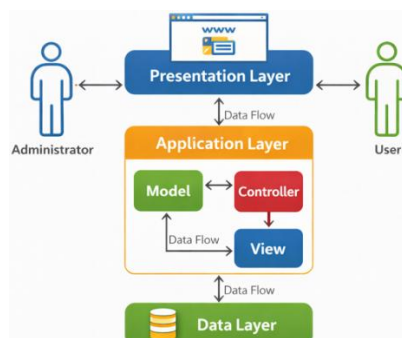 www
Presentation Layer
Administrator
User
Data Flow
Application Layer
Model
Controller
Data Flow
View
Data Flow
Data Layer